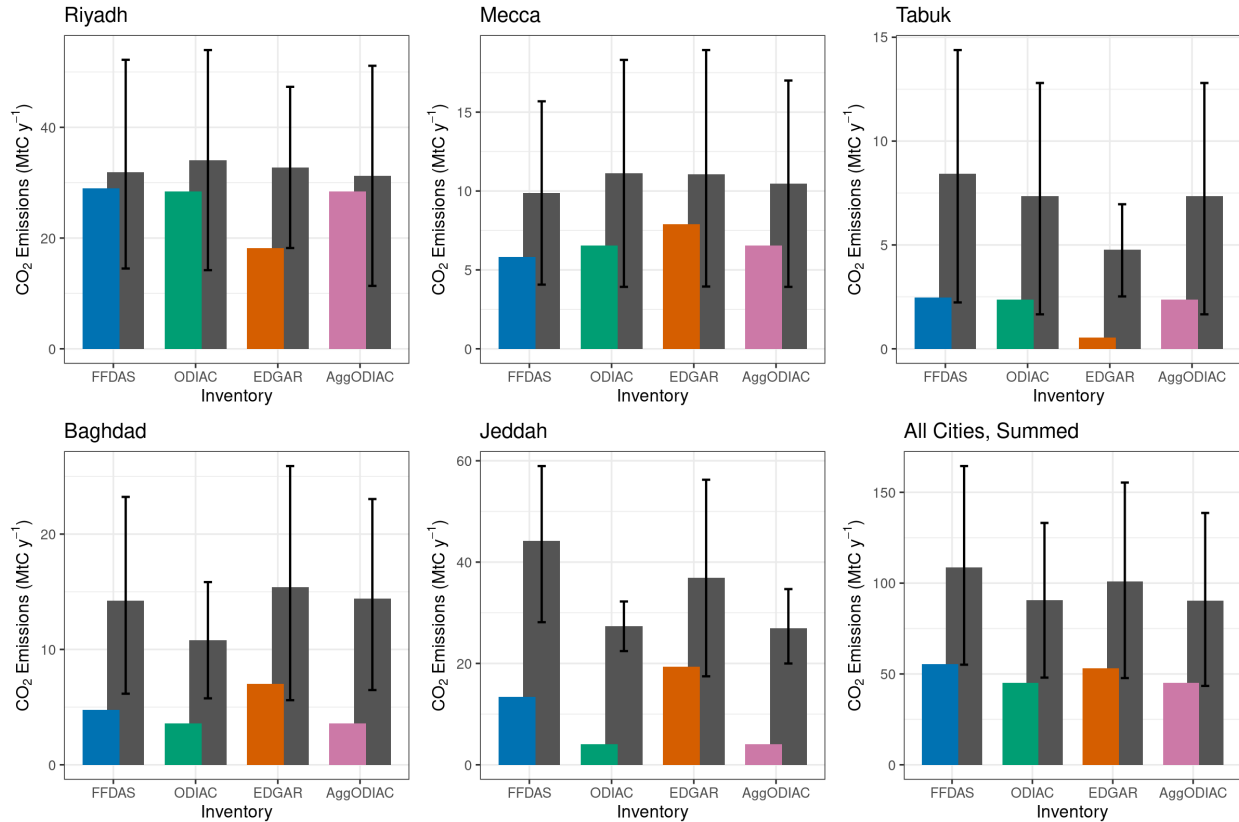 Riyadh
CO2 Emissions (MtC y−1)
40
20
0
FFDAS ODIAC EDGAR AggODIAC
Inventory
Mecca
CO2 Emissions (MtC y−1)
15
10
5
0
FFDAS ODIAC EDGAR AggODIAC
Inventory
Tabuk
CO2 Emissions (MtC y−1)
15
10
5
0
FFDAS ODIAC EDGAR AggODIAC
Inventory
Baghdad
CO2 Emissions (MtC y−1)
20
10
0
FFDAS ODIAC EDGAR AggODIAC
Inventory
Jeddah
CO2 Emissions (MtC y−1)
60
40
20
0
FFDAS ODIAC EDGAR AggODIAC
Inventory
All Cities, Summed
CO2 Emissions (MtC y−1)
150
100
50
0
FFDAS ODIAC EDGAR AggODIAC
Inventory